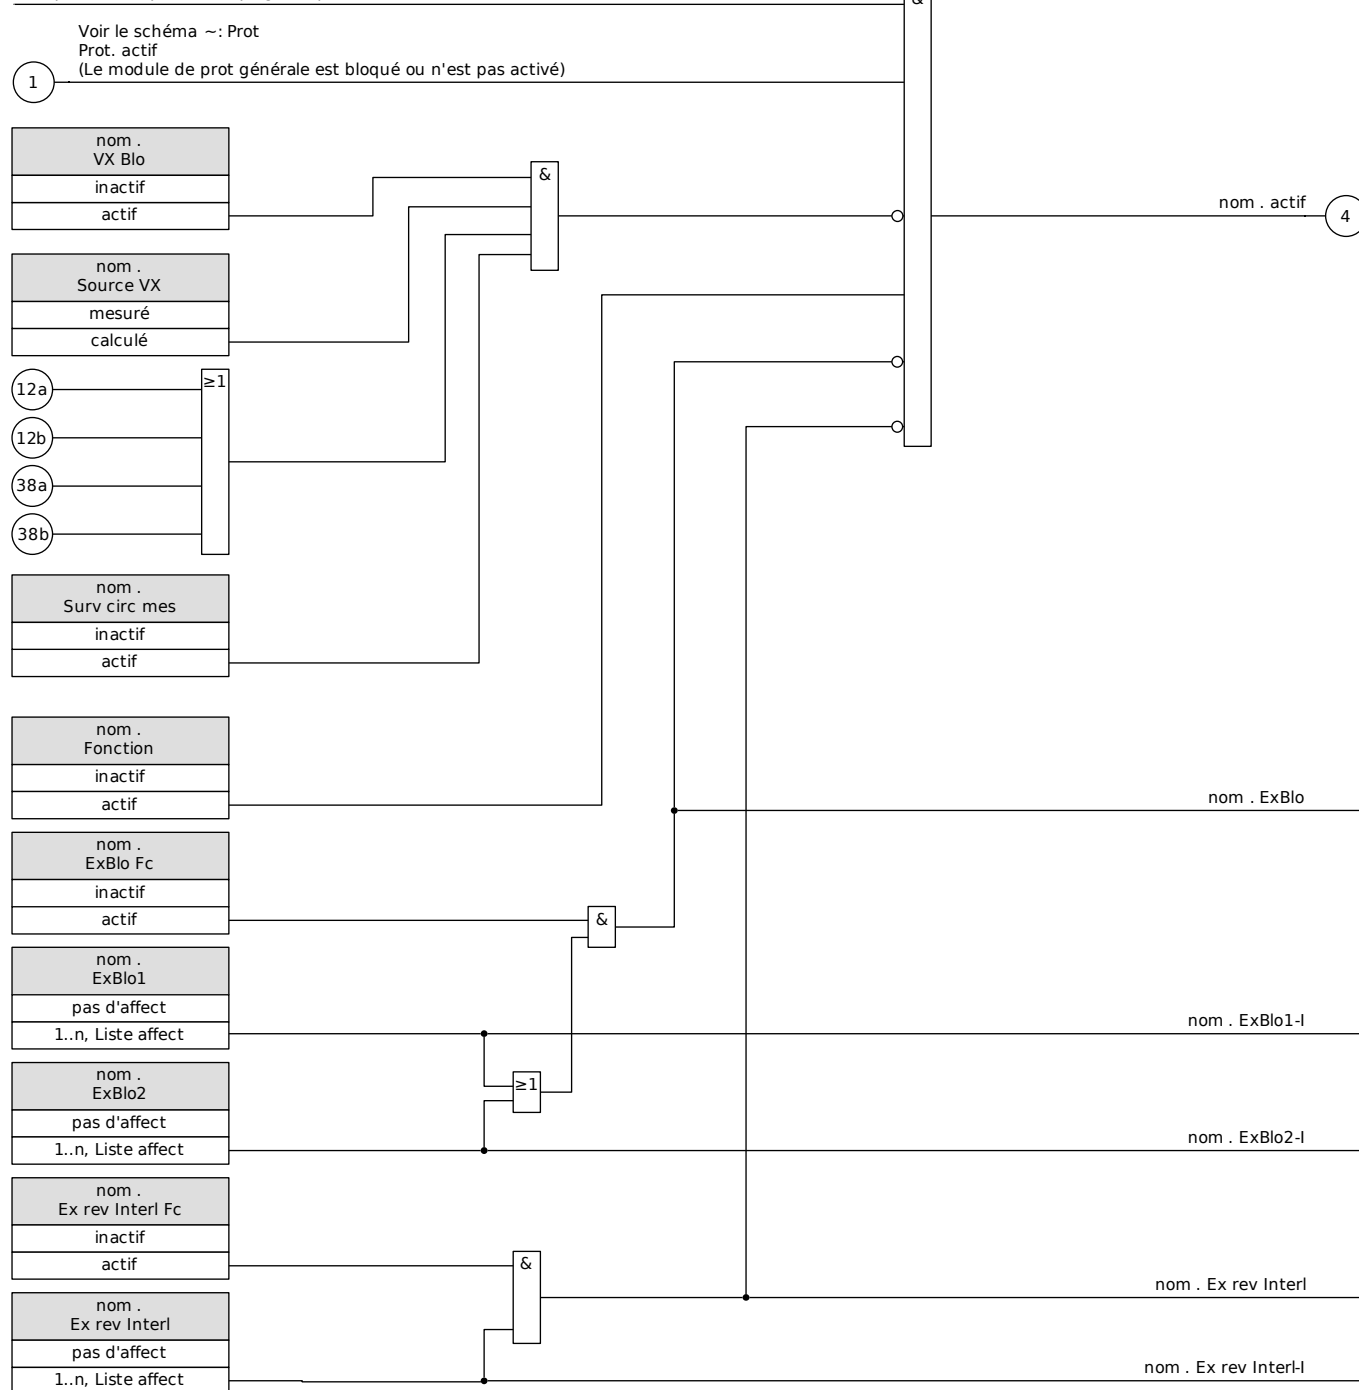 &
Voir le schéma ~: Prot
Prot. actif
(Le module de prot générale est bloqué ou n'est pas activé)
1
nom .
VX Blo
inactif
actif
&
nom . actif
4
nom .
Source VX
mesuré
calculé
12a
≥1
12b
38a
38b
nom .
Surv circ mes
inactif
actif
nom .
Fonction
inactif
actif
nom . ExBlo
nom .
ExBlo Fc
inactif
actif
&
nom .
ExBlo1
pas d'affect
1..n, Liste affect
nom . ExBlo1-I
nom .
ExBlo2
≥1
pas d'affect
1..n, Liste affect
nom . ExBlo2-I
nom .
Ex rev Interl Fc
inactif
actif
&
nom . Ex rev Interl
nom .
Ex rev Interl
pas d'affect
1..n, Liste affect
nom . Ex rev Interl-I